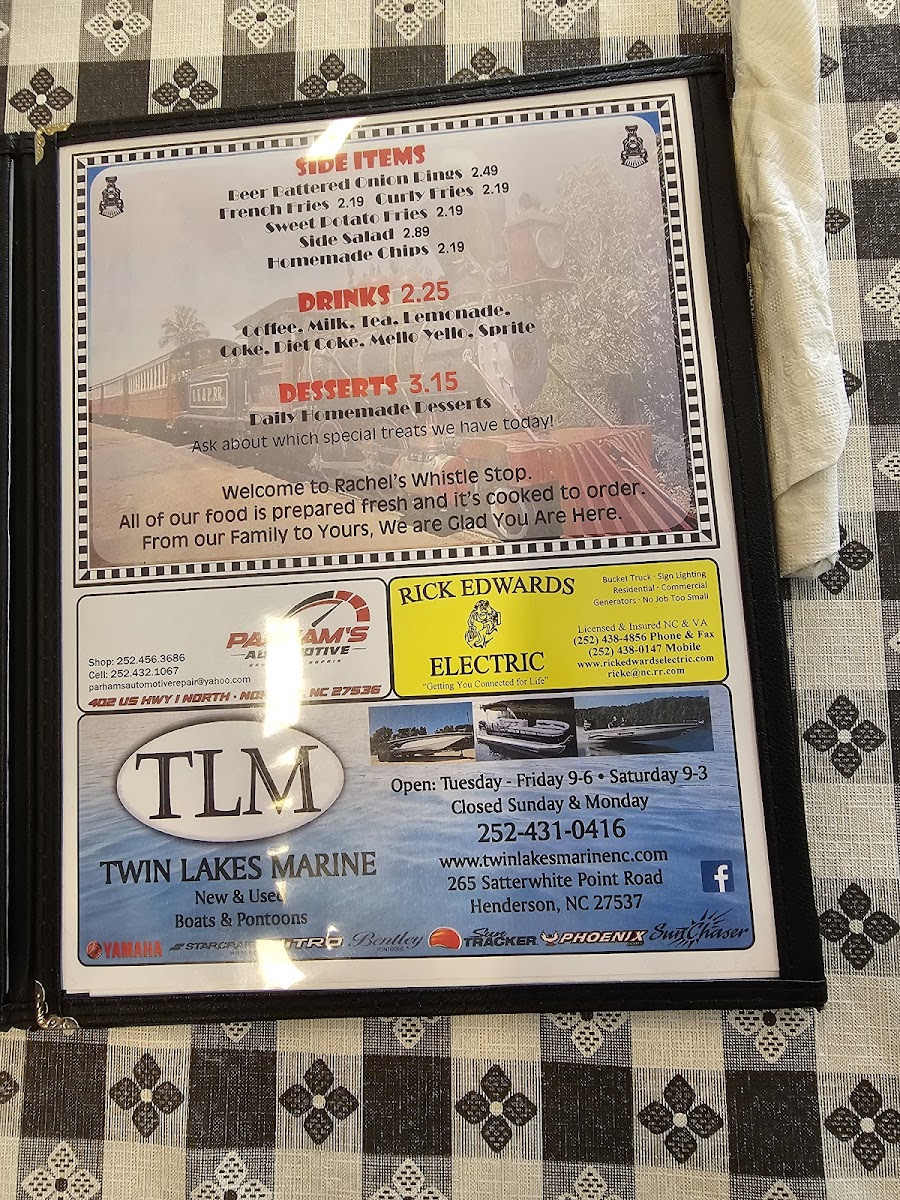 SIDE ITEMS
Beer Battered Onion Rings 2.49
French Fries 2.19 Curly Fries 2.19
Sweet Potato Fries 2.19
Side Salad 2.89
Homemade Chips 2.19
DRINKS 2.25
Coffee, Milk, Tea, Lemonade,
Coke, Diet Coke, Mello Yello, Sprite
DESSERTS 3.15
Daily Homemade Desserts
Ask about which special treats we have today!
Welcome to Rachel's Whistle Stop.
All of our food is prepared fresh and it's cooked to order.
From our Family to Yours, We are Glad You Are Here.
PARHAM'S
AUTOMOTIVE
REPAIR
Shop: 252.456.3686
Cell: 252.432.1067
parhamsautomotiverepair@yahoo.com
402 US HWY 1 NORTH • NC 27536
RICK EDWARDS
ELECTRIC
"Getting You Connected for Life"
Bucket Truck · Sign Lighting
Residential · Commercial
Generators · No Job Too Small
Licensed & Insured NC & VA
(252) 438-4856 Phone & Fax
(252) 438-0147 Mobile
www.rickedwardselectric.com
ricke@nc.rr.com
TLM
TWIN LAKES MARINE
New & Used
Boats & Pontoons
Open: Tuesday - Friday 9-6 • Saturday 9-3
Closed Sunday & Monday
252-431-0416
www.twinlakesmarinenc.com
265 Satterwhite Point Road
Henderson, NC 27537
f
YAMAHA STARCRAFT NITRO Bentley PONTOONS Sun TRACKER PHOENIX SunChaser